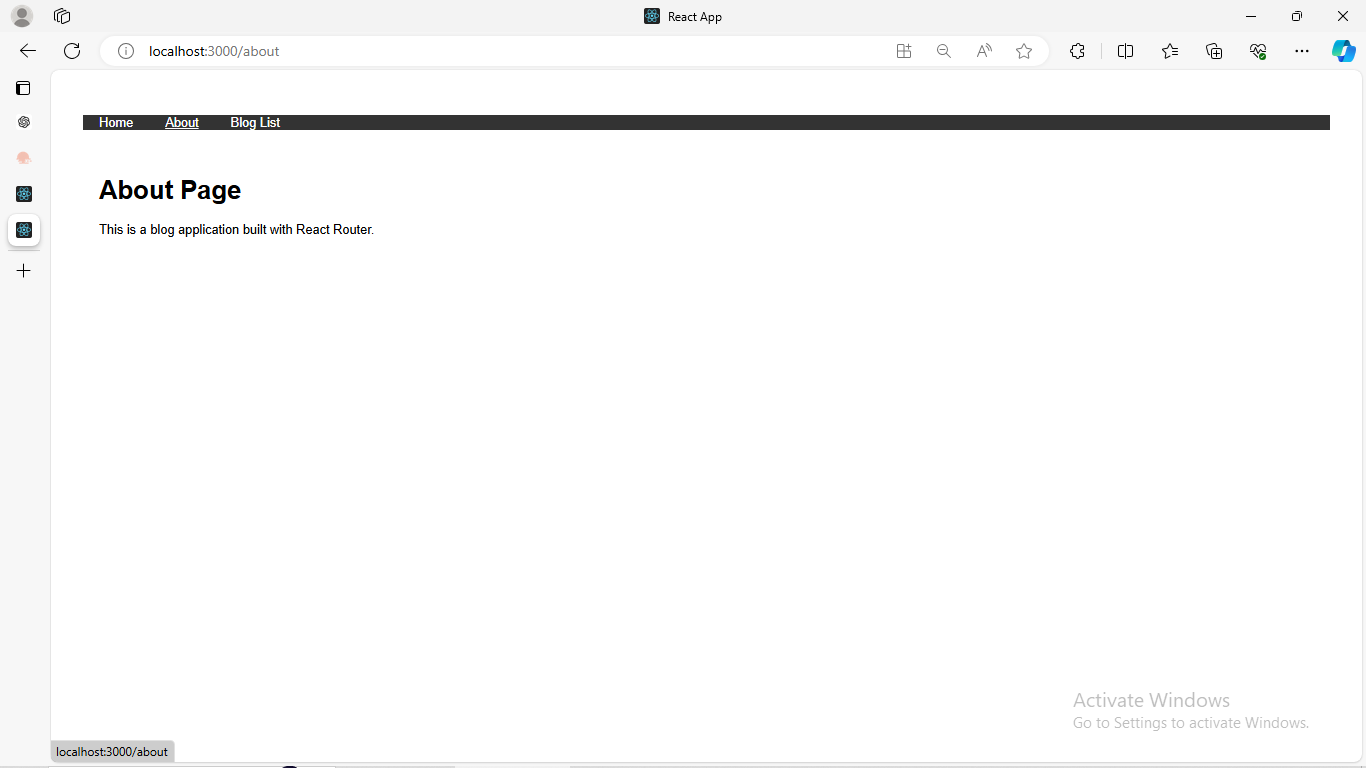 React App
localhost:3000/about
Home About Blog List
About Page
This is a blog application built with React Router.
Activate Windows
Go to Settings to activate Windows.
localhost:3000/about